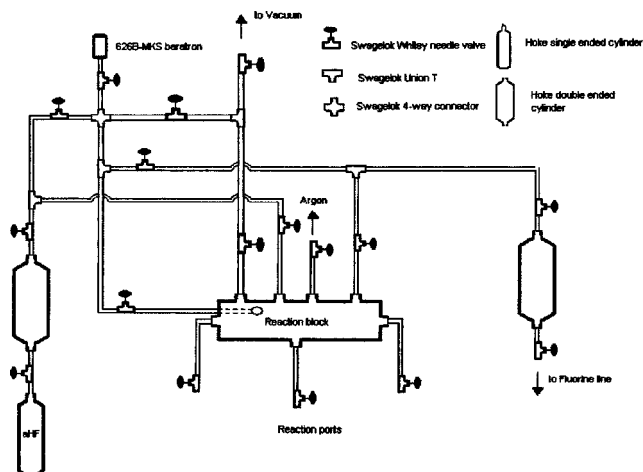 to Vacuum
626B-MKS baratron
Swagelok Whitey needle valve
Hoke single ended cylinder
Swagelok Union T
Swagelok 4-way connector
Hoke double ended
cylinder
Argon
Reaction block
to Fluorine line
aHF
Reaction ports